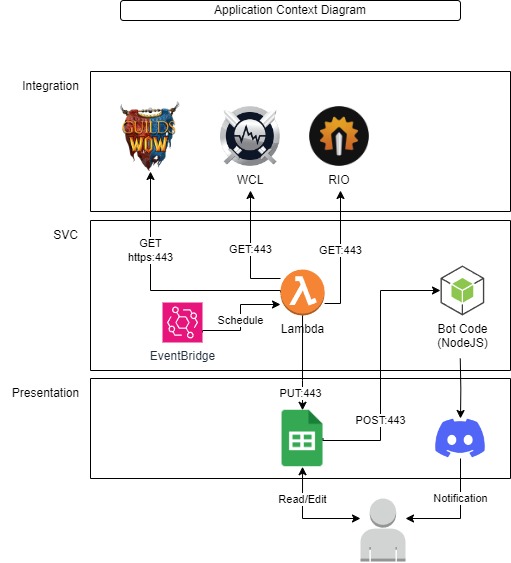 Application Context Diagram
Integration
GUILDS
WOW
WCL
RIO
SVC
GET
https:443
GET:443
GET:443
Schedule
Lambda
EventBridge
Bot Code
(NodeJS)
Presentation
PUT:443
POST:443
Read/Edit
Notification